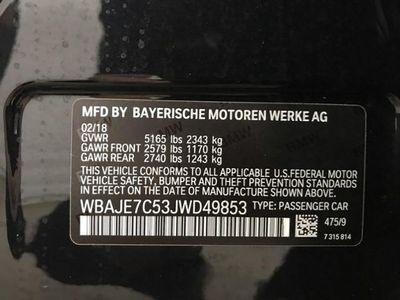 MFD BY BAYERISCHE MOTOREN WERKE AG
02/18
GVWR 5165 lbs 2343 kg
GAWR FRONT 2579 lbs 1170 kg
GAWR REAR 2740 lbs 1243 kg
THIS VEHICLE CONFORMS TO ALL APPLICABLE
U.S.FEDERAL MOTOR
VEHICLE SAFETY, BUMPER, AND THEFT PREVENTION
STANDARDS IN EFFECT ON THE DATE OF
MANUFACTURE SHOWN ABOVE.
WBAJE7C53JWD49853 TYPE: PASSENGER CAR
475/9
7 315 814